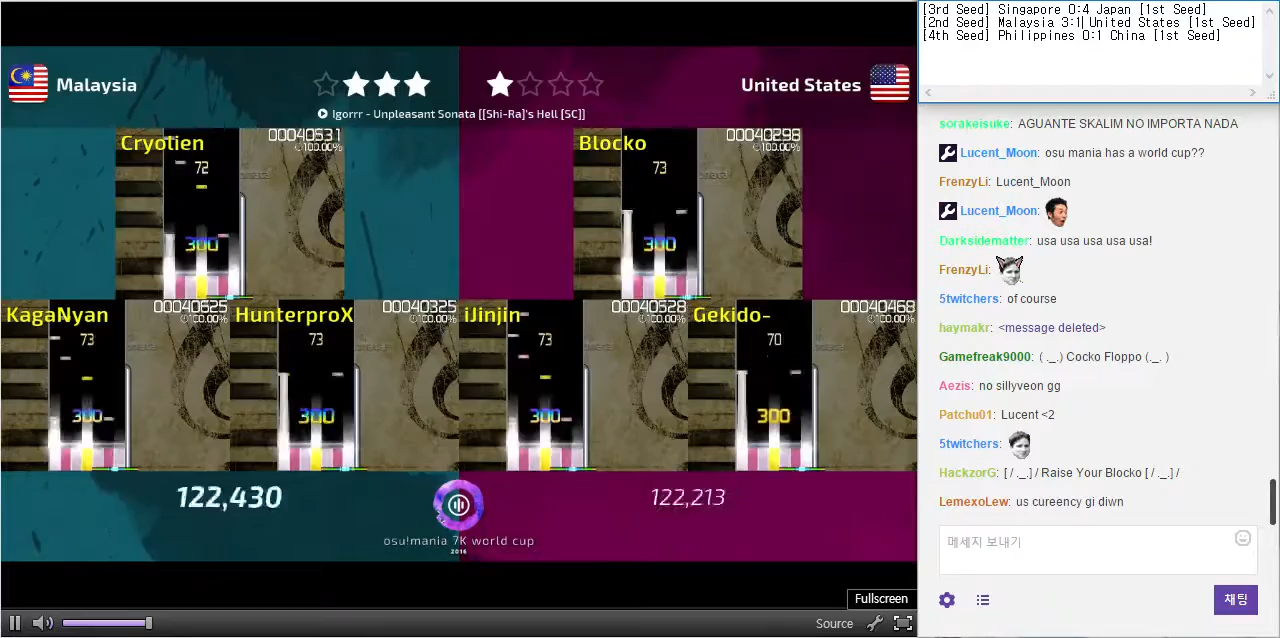 [3rd Seed] Singapore 0:4 Japan [1st Seed]
[2nd Seed] Malaysia 3:1 United States [1st Seed]
[4th Seed] Philippines 0:1 China [1st Seed]
Malaysia
United States
Igorrr - Unpleasant Sonata [[Shi-Ra]'s Hell [SC]]
Cryolien
00040531
100.00%
72
300
Blocko
00040298
100.00%
73
300
KagaNyan
00040625
100.00%
73
300
HunterproX
00040325
100.00%
73
300
iJinjin
00040528
100.00%
73
300
Gekido-
00040468
100.00%
70
300
122,430
122,213
osu!mania 7K world cup
2016
Fullscreen
Source
sorakeisuke: AGUANTE SKALIM NO IMPORTA NADA
Lucent_Moon: osu mania has a world cup??
FrenzyLi: Lucent_Moon
Lucent_Moon:
Darksidematter: usa usa usa usa usa!
FrenzyLi:
5twitchers: of course
haymakr: <message deleted>
Gamefreak9000: ( ._.) Cocko Floppo (._. )
Aezis: no sillyveon gg
Patchu01: Lucent <2
5twitchers:
HackzorG: [ / ._.] / Raise Your Blocko [ / ._.] /
LemexoLew: us cureency gi diwn
메세지 보내기
채팅